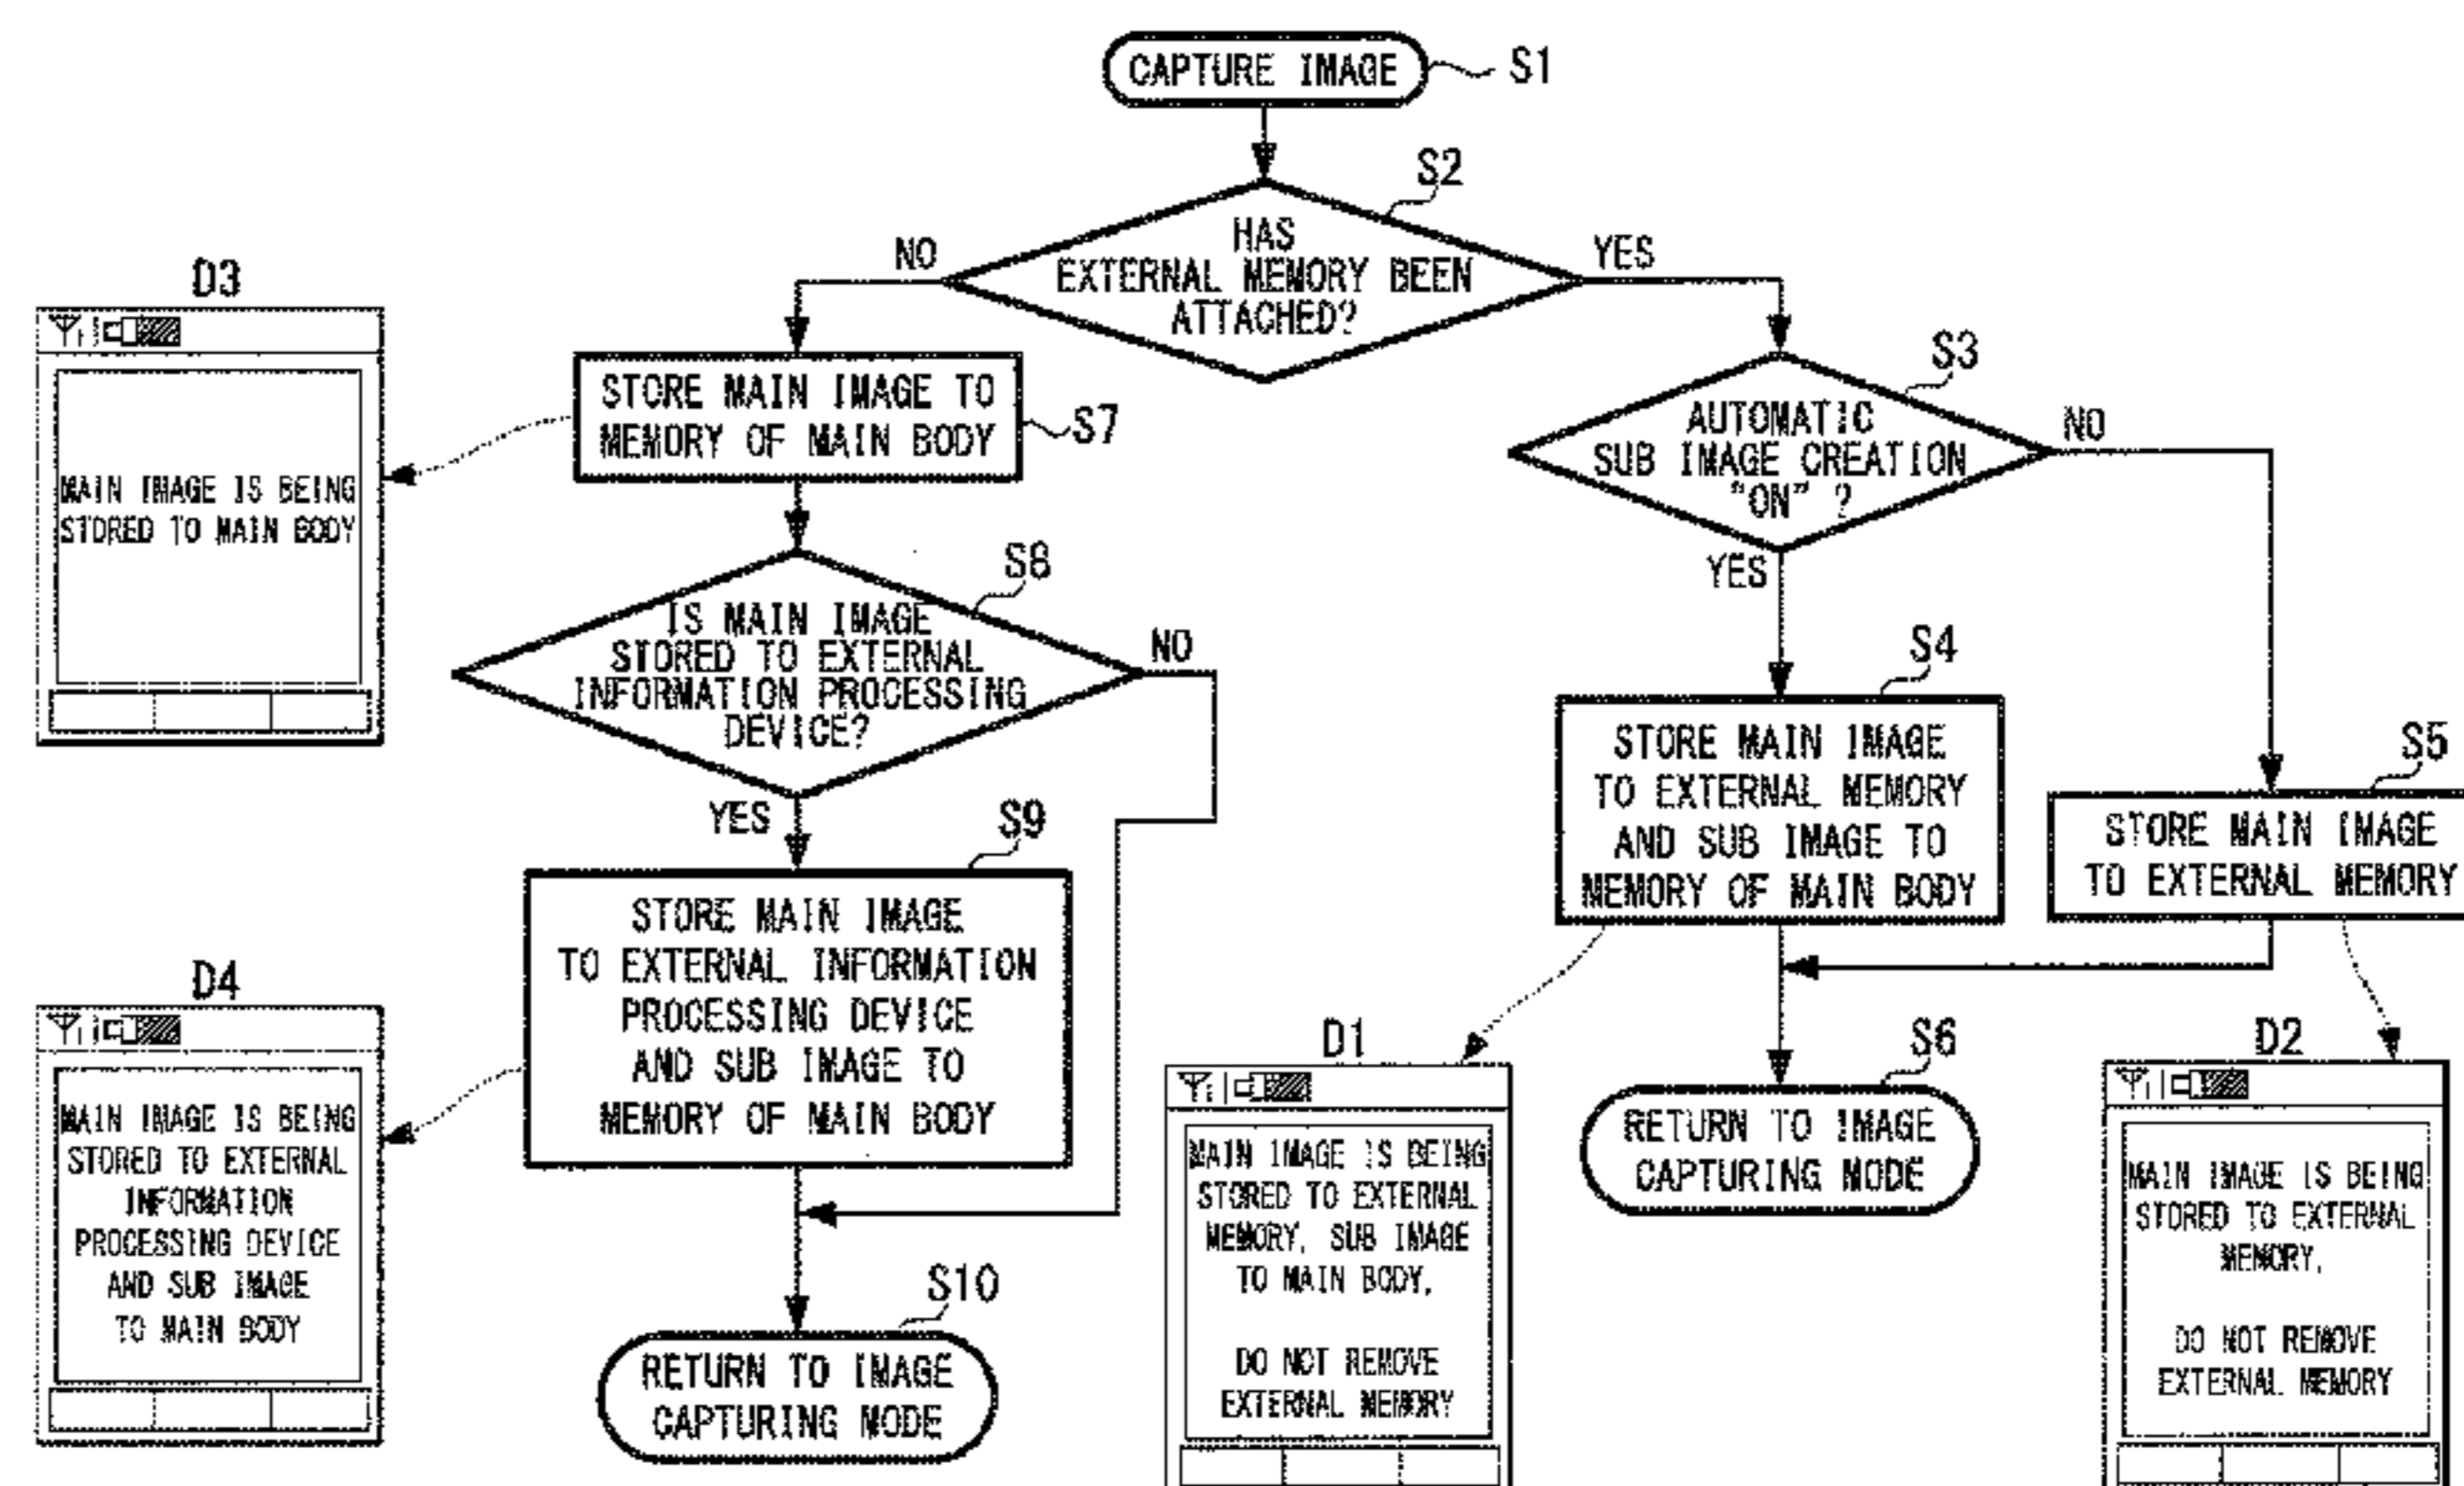 CAPTURE IMAGE
S1
S2
HAS
EXTERNAL MEMORY BEEN
ATTACHED?
NO
YES
D3
MAIN IMAGE IS BEING
STORED TO MAIN BODY
STORE MAIN IMAGE TO
MEMORY OF MAIN BODY
S7
S3
AUTOMATIC
SUB IMAGE CREATION
"ON" ?
NO
YES
S8
IS MAIN IMAGE
STORED TO EXTERNAL
INFORMATION PROCESSING
DEVICE?
NO
YES
S4
STORE MAIN IMAGE
TO EXTERNAL MEMORY
AND SUB IMAGE TO
MEMORY OF MAIN BODY
S5
STORE MAIN IMAGE
TO EXTERNAL MEMORY
S9
STORE MAIN IMAGE
TO EXTERNAL INFORMATION
PROCESSING DEVICE
AND SUB IMAGE TO
MEMORY OF MAIN BODY
D4
MAIN IMAGE IS BEING
STORED TO EXTERNAL
INFORMATION
PROCESSING DEVICE
AND SUB IMAGE
TO MAIN BODY
S10
RETURN TO IMAGE
CAPTURING MODE
D1
MAIN IMAGE IS BEING
STORED TO EXTERNAL
MEMORY, SUB IMAGE
TO MAIN BODY.
DO NOT REMOVE
EXTERNAL MEMORY
S6
RETURN TO IMAGE
CAPTURING MODE
D2
MAIN IMAGE IS BEING
STORED TO EXTERNAL
MEMORY.
DO NOT REMOVE
EXTERNAL MEMORY